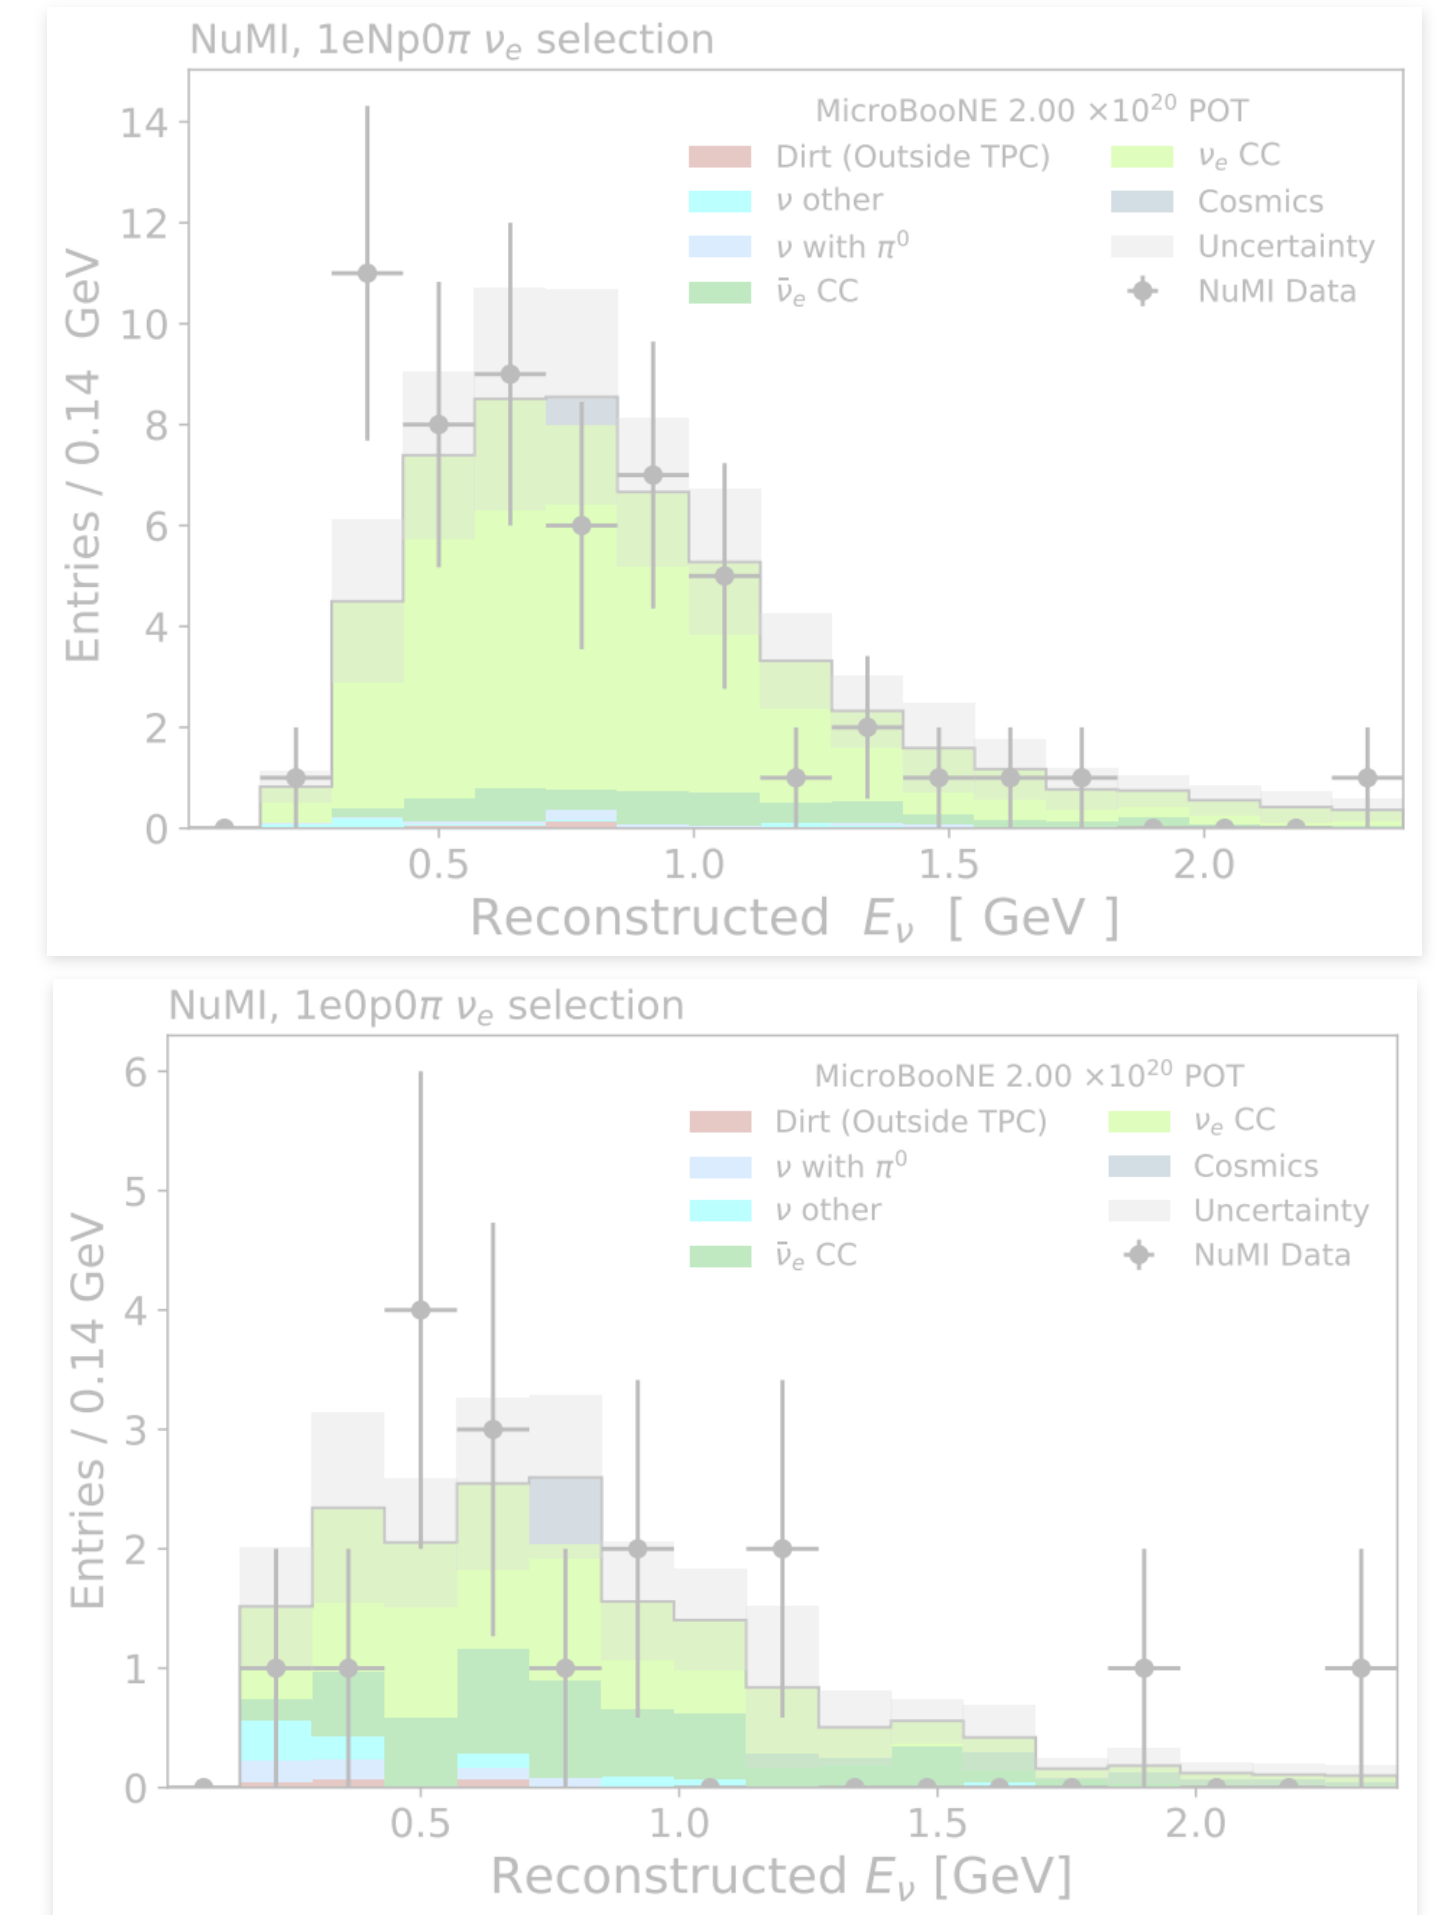 NuMI, 1eNp0π νₑ selection
MicroBooNE 2.00 ×10²⁰ POT
Dirt (Outside TPC)
ν other
ν with π⁰
ν̄ₑ CC
νₑ CC
Cosmics
Uncertainty
NuMI Data
Entries / 0.14 GeV
14
12
10
8
6
4
2
0
0.5 1.0 1.5 2.0
Reconstructed Eᵥ [ GeV ]
NuMI, 1e0p0π νₑ selection
MicroBooNE 2.00 ×10²⁰ POT
Dirt (Outside TPC)
ν with π⁰
ν other
ν̄ₑ CC
νₑ CC
Cosmics
Uncertainty
NuMI Data
Entries / 0.14 GeV
6
5
4
3
2
1
0
0.5 1.0 1.5 2.0
Reconstructed Eᵥ [GeV]